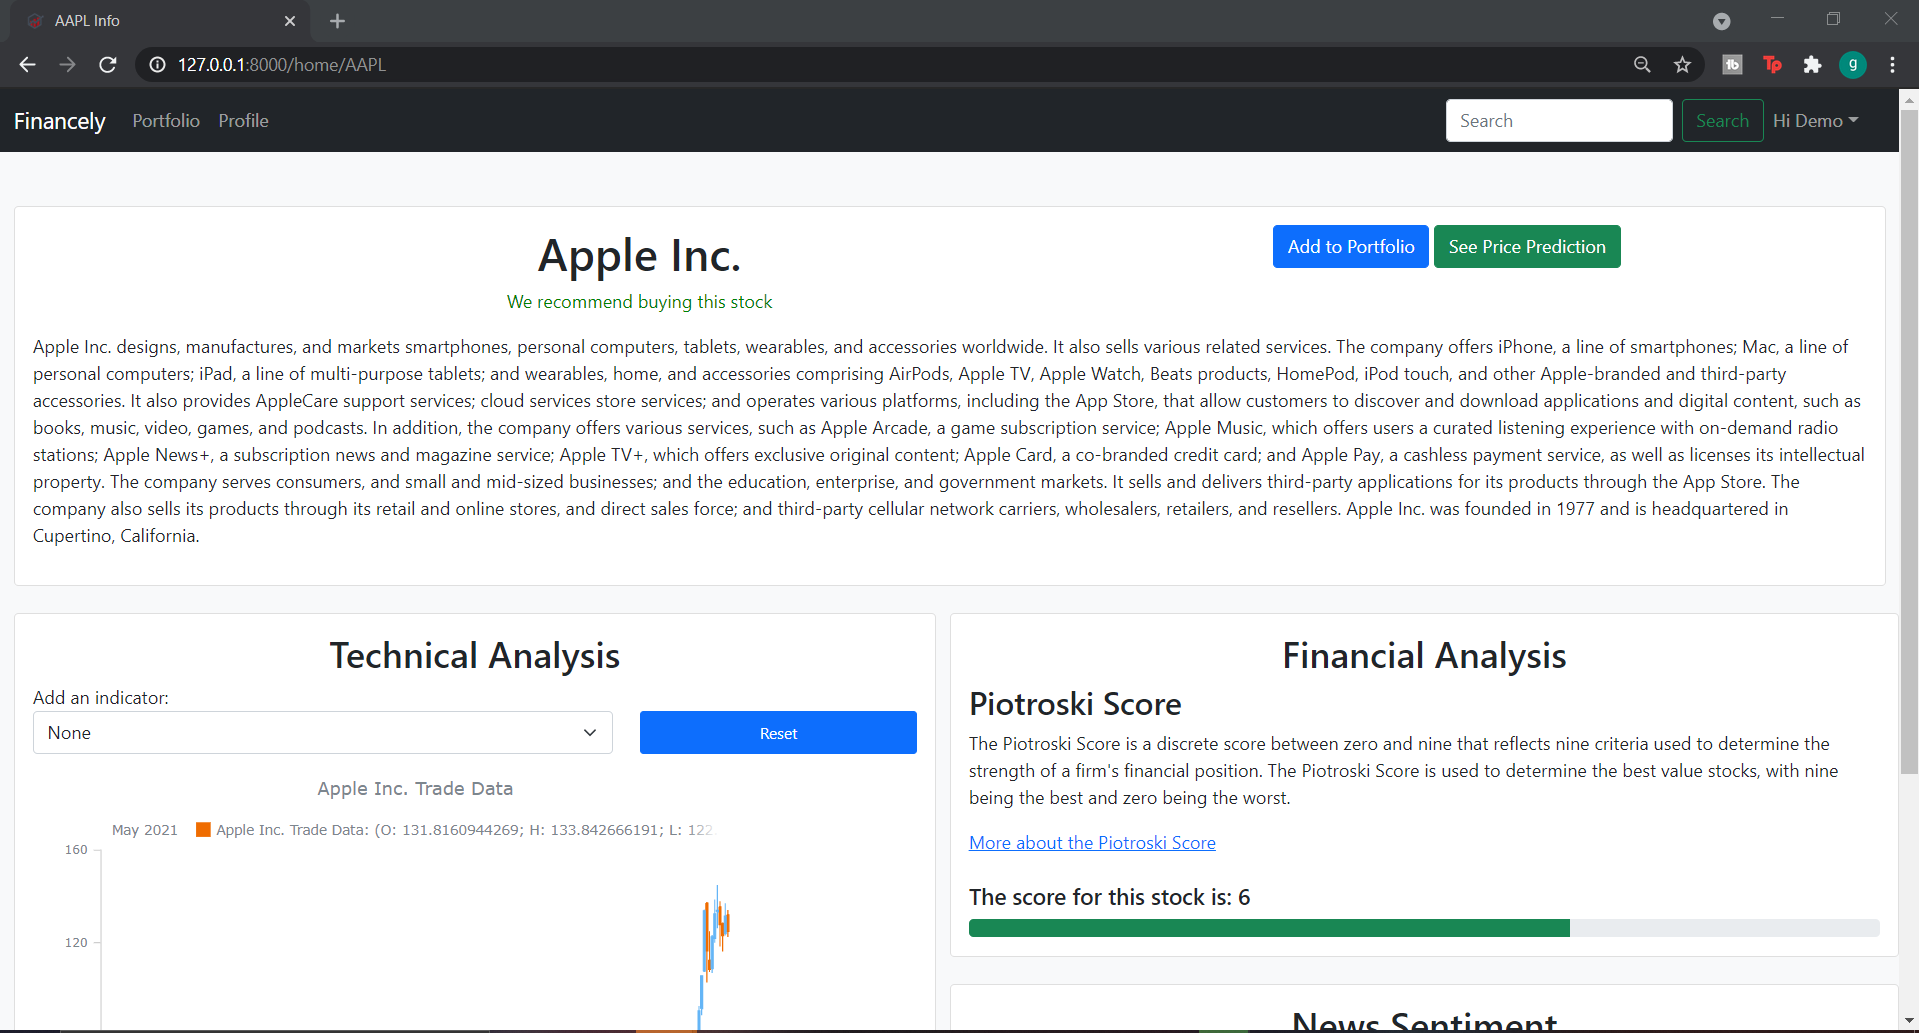 AAPL Info
127.0.0.1:8000/home/AAPL
g
Financely Portfolio Profile Search Search Hi Demo
Apple Inc.
Add to Portfolio See Price Prediction
We recommend buying this stock
Apple Inc. designs, manufactures, and markets smartphones, personal computers, tablets, wearables, and accessories worldwide. It also sells various related services. The company offers iPhone, a line of smartphones; Mac, a line of
personal computers; iPad, a line of multi-purpose tablets; and wearables, home, and accessories comprising AirPods, Apple TV, Apple Watch, Beats products, HomePod, iPod touch, and other Apple-branded and third-party
accessories. It also provides AppleCare support services; cloud services store services; and operates various platforms, including the App Store, that allow customers to discover and download applications and digital content, such as
books, music, video, games, and podcasts. In addition, the company offers various services, such as Apple Arcade, a game subscription service; Apple Music, which offers users a curated listening experience with on-demand radio
stations; Apple News+, a subscription news and magazine service; Apple TV+, which offers exclusive original content; Apple Card, a co-branded credit card; and Apple Pay, a cashless payment service, as well as licenses its intellectual
property. The company serves consumers, and small and mid-sized businesses; and the education, enterprise, and government markets. It sells and delivers third-party applications for its products through the App Store. The
company also sells its products through its retail and online stores, and direct sales force; and third-party cellular network carriers, wholesalers, retailers, and resellers. Apple Inc. was founded in 1977 and is headquartered in
Cupertino, California.
Technical Analysis
Add an indicator:
None
Reset
Apple Inc. Trade Data
May 2021 Apple Inc. Trade Data: (O: 131.8160944269; H: 133.842666191; L: 122.
160
120
Financial Analysis
Piotroski Score
The Piotroski Score is a discrete score between zero and nine that reflects nine criteria used to determine the
strength of a firm's financial position. The Piotroski Score is used to determine the best value stocks, with nine
being the best and zero being the worst.
More about the Piotroski Score
The score for this stock is: 6
News Sentiment